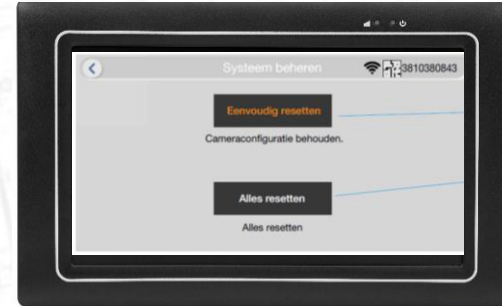 Systeem beheren
3810380843
Eenvoudig resetten
Cameraconfiguratie behouden.
Alles resetten
Alles resetten